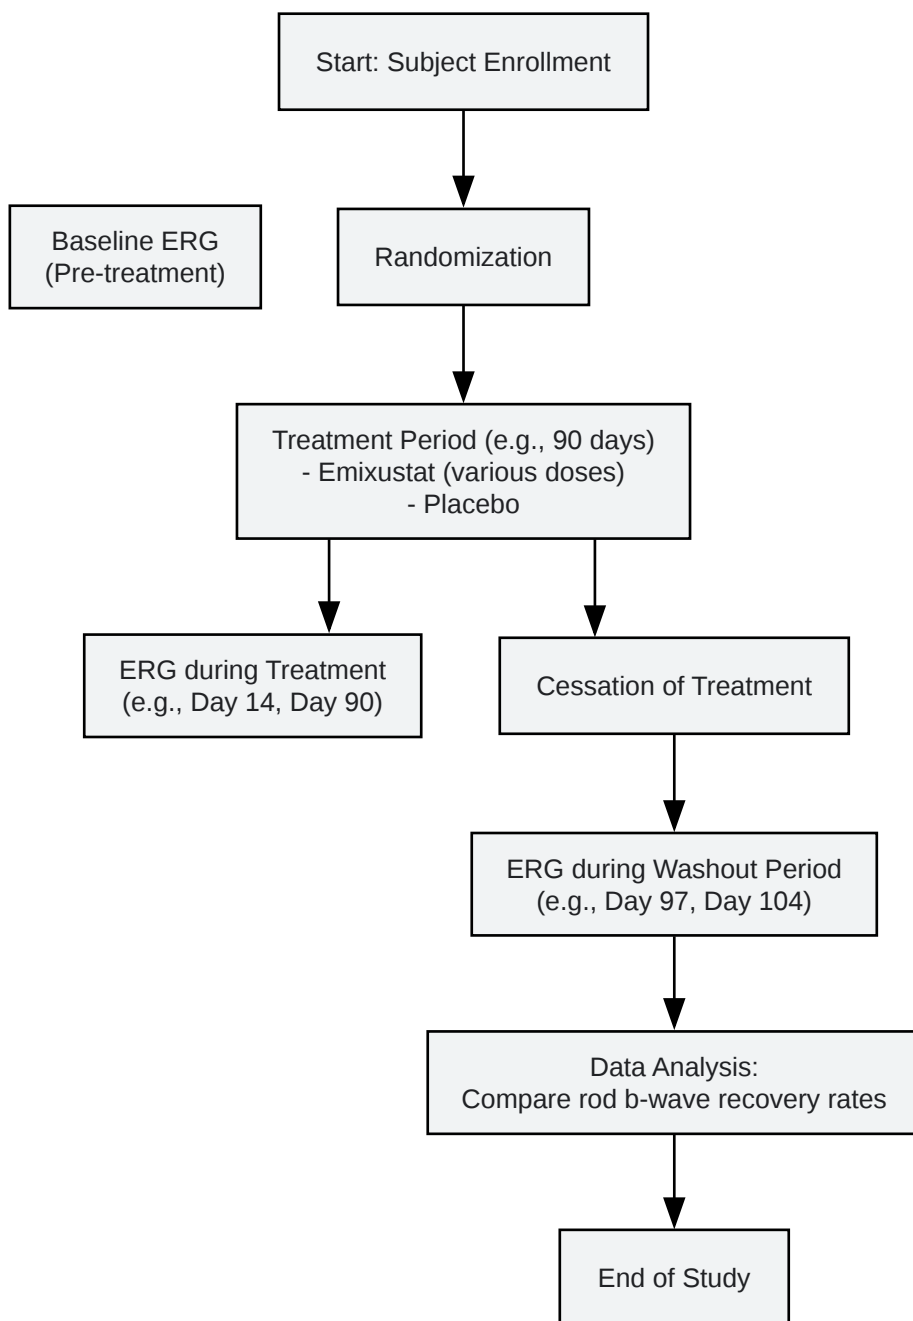 Start: Subject Enrollment
Baseline ERG
(Pre-treatment)
Randomization
Treatment Period (e.g., 90 days)
- Emixustat (various doses)
- Placebo
ERG during Treatment
(e.g., Day 14, Day 90)
Cessation of Treatment
ERG during Washout Period
(e.g., Day 97, Day 104)
Data Analysis:
Compare rod b-wave recovery rates
End of Study